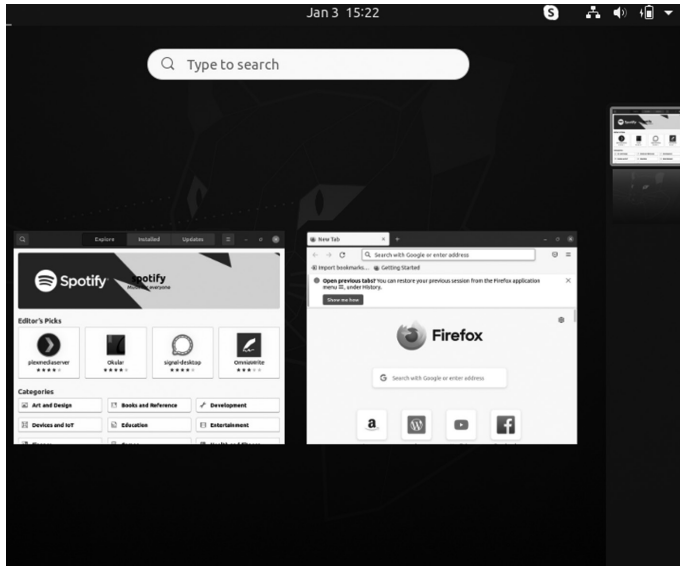 Jan 3 15:22
Type to search
Explore Installed Updates
Spotify
spotify
Music for everyone
Editor's Picks
plexmediaserver
Okular
signal-desktop
Categories
Art and Design
Books and Reference
Development
Devices and IoT
Education
Entertainment
New Tab
Search with Google or enter address
Import bookmarks... Getting Started
Open previous tabs? You can restore your previous session from the Firefox application
menu ☰, under History.
Show me how
Firefox
Search with Google or enter address